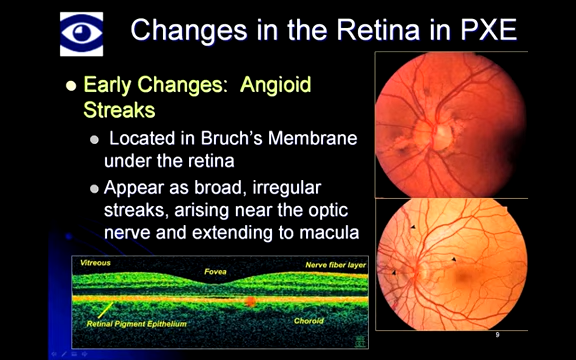 Changes in the Retina in PXE
Early Changes: Angioid
Streaks
Located in Bruch's Membrane
under the retina
Appear as broad, irregular
streaks, arising near the optic
nerve and extending to macula
Vitreous
Fovea
Nerve fiber layer
Retinal Pigment Epithelium
Choroid
9